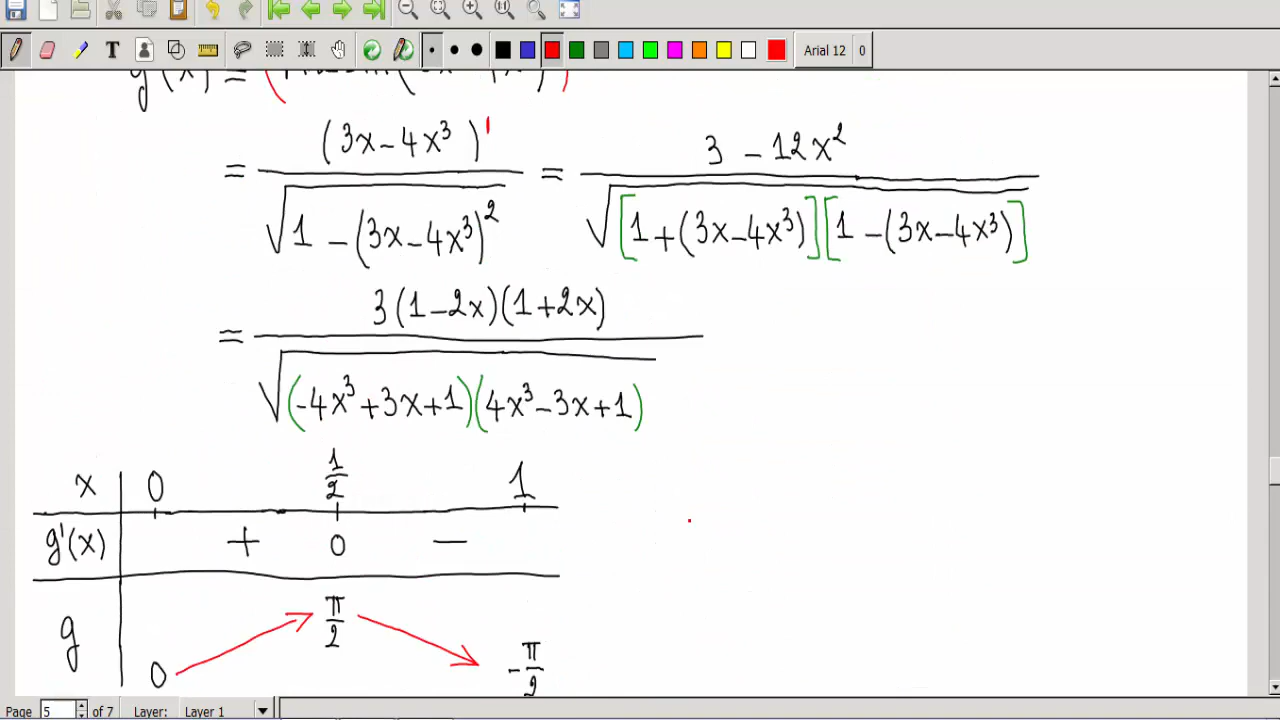 T Arial 12 0
g'(x) = (
= (3x-4x³)' / √(1-(3x-4x³)²) = (3-12x²) / √([1+(3x-4x³)][1-(3x-4x³)])
= 3(1-2x)(1+2x) / √((-4x³+3x+1)(4x³-3x+1))
x 0 1/2 1
g'(x) + 0 −
g 0 π/2 -π/2
Page 5 of 7 Layer: Layer 1